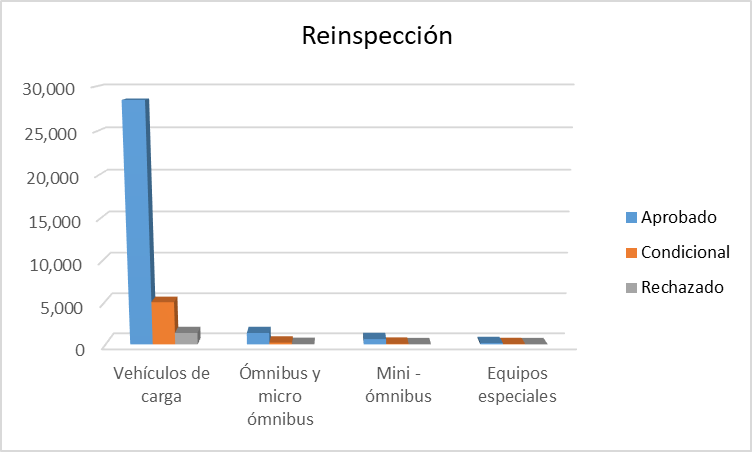 Reinspección
30,000
25,000
20,000
15,000
10,000
5,000
0
Vehículos de
carga
Ómnibus y
micro
ómnibus
Mini -
ómnibus
Equipos
especiales
Aprobado
Condicional
Rechazado